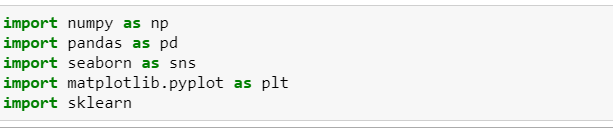 import numpy as np
import pandas as pd
import seaborn as sns
import matplotlib.pyplot as plt
import sklearn